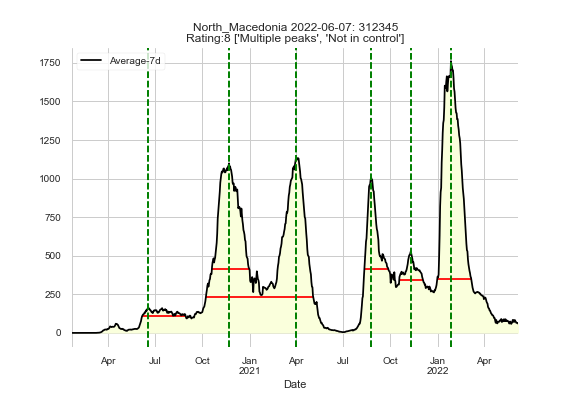 North_Macedonia 2022-06-07: 312345
Rating:8 ['Multiple peaks', 'Not in control']
Average-7d
1750
1500
1250
1000
750
500
250
0
Apr Jul Oct Jan Apr Jul Oct Jan Apr
2021 2022
Date